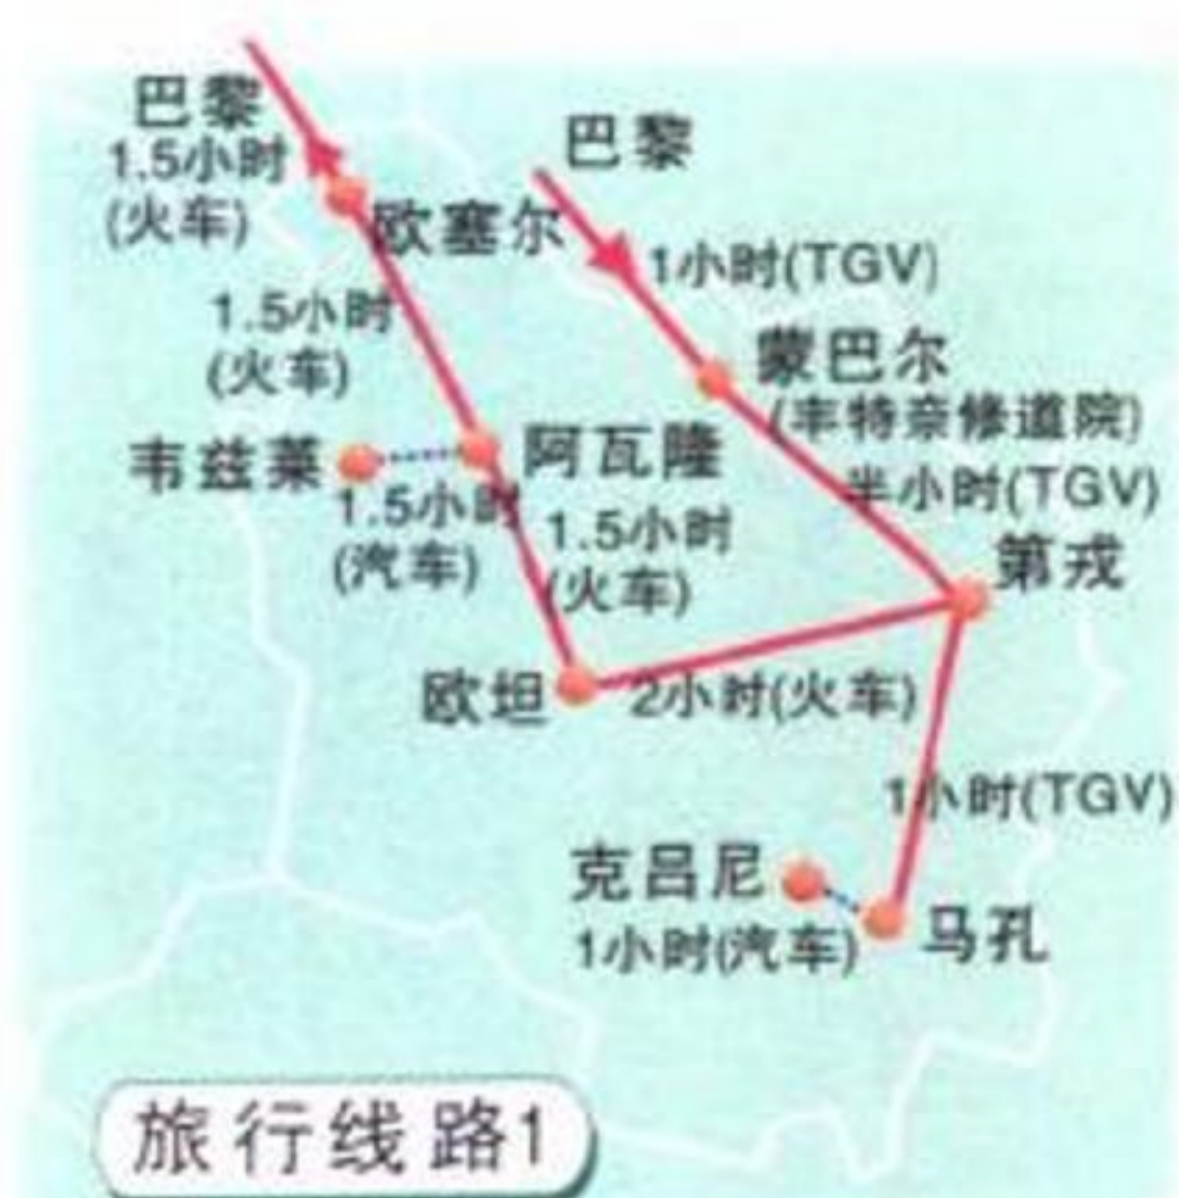 巴黎
1.5小时
(火车)
巴黎
欧塞尔
1小时(TGV)
1.5小时
(火车)
蒙巴尔
(丰特奈修道院)
韦兹莱
阿瓦隆
半小时(TGV)
1.5小时
(汽车)
1.5小时
(火车)
第戎
欧坦
2小时(火车)
1小时(TGV)
克吕尼
1小时(汽车)
马孔
旅行线路1